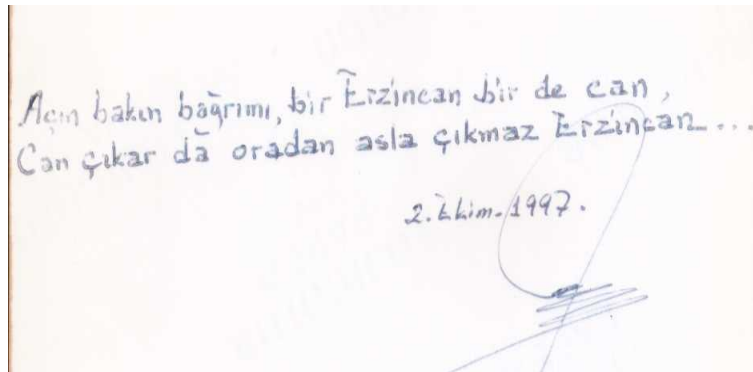 Açın bakın bağrımı, bir Erzincan bir de can,
Can çıkar da oradan asla çıkmaz Erzincan...
2. Ekim. 1997.